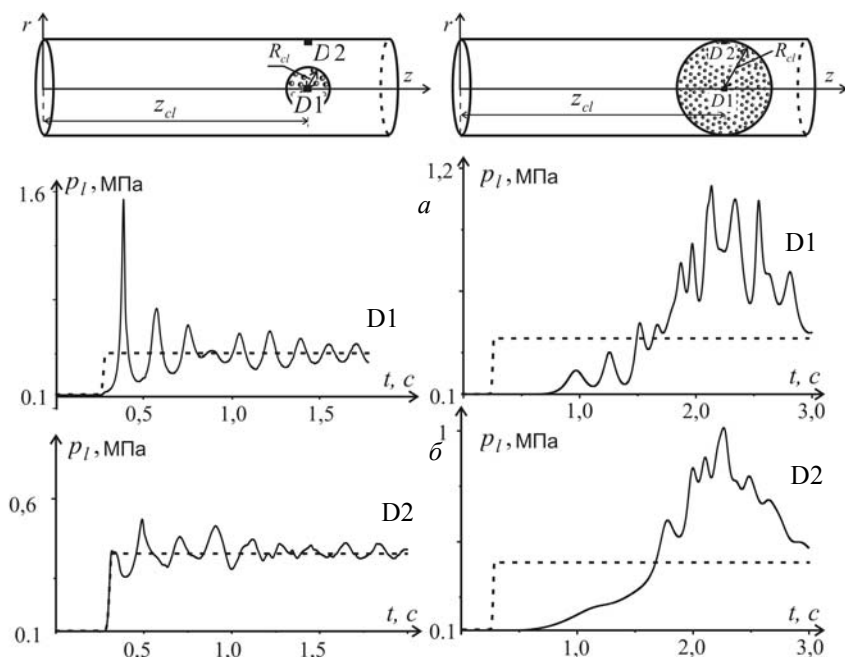 r
R_cl
D2
D1
z
z_cl
r
D2
R_cl
D1
z
z_cl
p_l, МПа
1.6
D1
0.1
0,5
1,0
1,5
t, c
а
p_l, МПа
1,2
D1
0.1
1,0
2,0
3,0
t, c
p_l, МПа
0,6
D2
0.1
0,5
1,0
1,5
t, c
б
p_l, МПа
1
D2
0.1
1,0
2,0
3,0
t, c